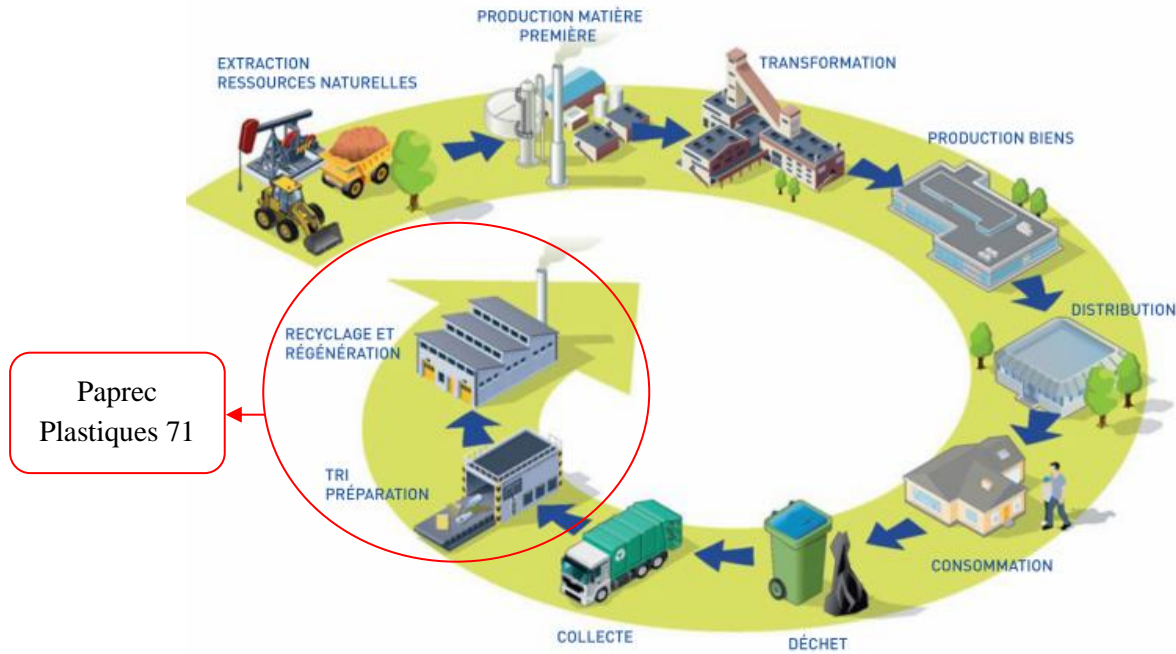 PRODUCTION MATIÈRE
PREMIÈRE
EXTRACTION
RESSOURCES NATURELLES
TRANSFORMATION
PRODUCTION BIENS
DISTRIBUTION
CONSOMMATION
DÉCHET
COLLECTE
TRI
PRÉPARATION
RECYCLAGE ET
RÉGÉNÉRATION
Paprec
Plastiques 71